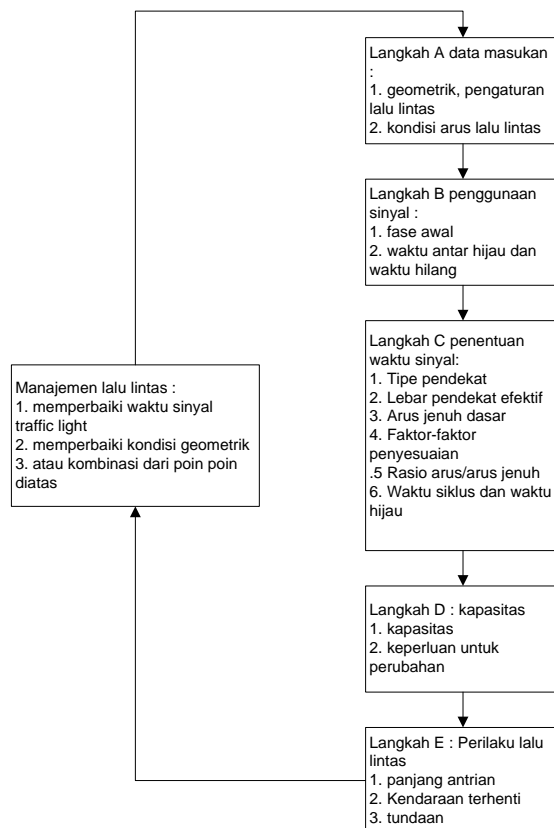 Langkah A data masukan
:
1. geometrik, pengaturan
lalu lintas
2. kondisi arus lalu lintas
Langkah B penggunaan
sinyal :
1. fase awal
2. waktu antar hijau dan
waktu hilang
Langkah C penentuan
waktu sinyal:
1. Tipe pendekat
2. Lebar pendekat efektif
3. Arus jenuh dasar
4. Faktor-faktor
penyesuaian
.5 Rasio arus/arus jenuh
6. Waktu siklus dan waktu
hijau
Langkah D : kapasitas
1. kapasitas
2. keperluan untuk
perubahan
Langkah E : Perilaku lalu
lintas
1. panjang antrian
2. Kendaraan terhenti
3. tundaan
Manajemen lalu lintas :
1. memperbaiki waktu sinyal
traffic light
2. memperbaiki kondisi geometrik
3. atau kombinasi dari poin poin
diatas